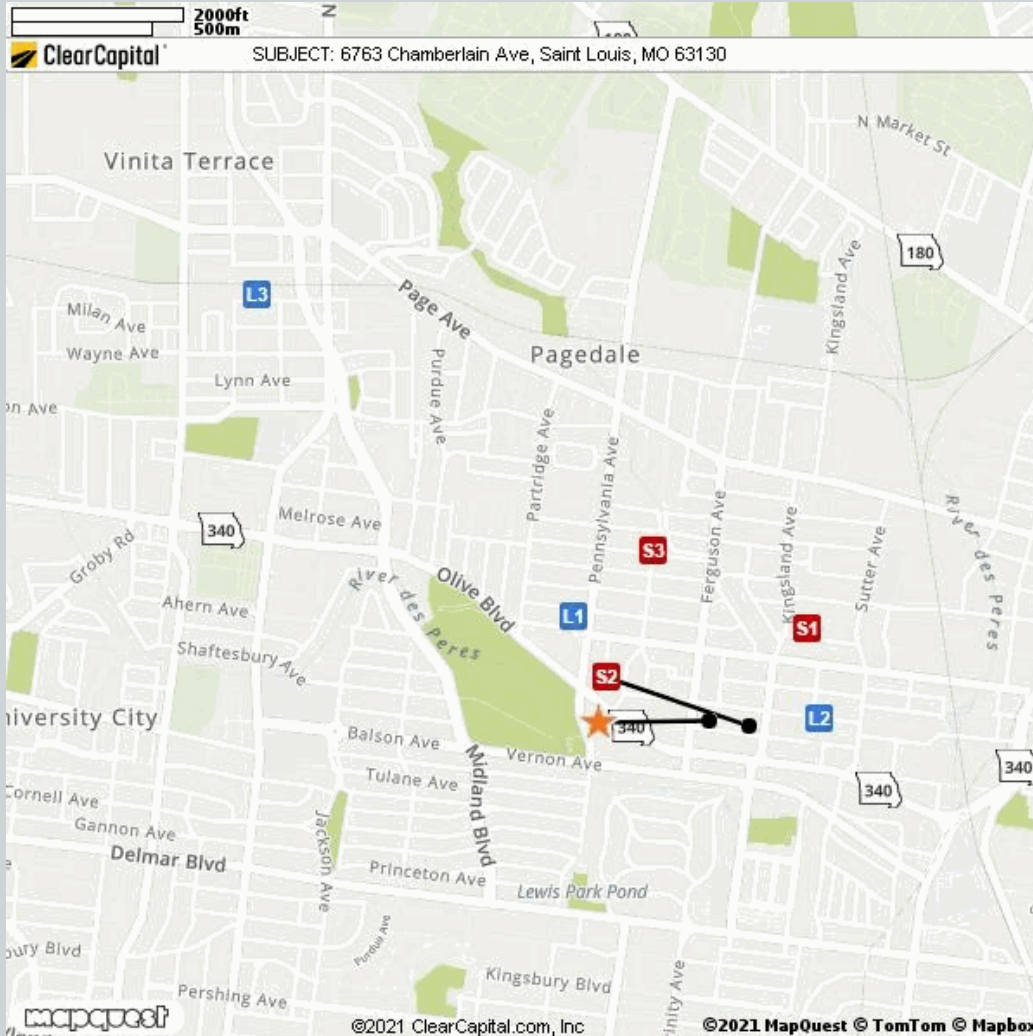 2000ft
500m
N
ClearCapital
SUBJECT: 6763 Chamberlain Ave, Saint Louis, MO 63130
N Market St
Vinita Terrace
180
Kingsland Ave
L3
Page Ave
Milan Ave
Wayne Ave
Pagedale
Purdue Ave
Lynn Ave
on Ave
Partridge Ave
Pennsylvania Ave
Ferguson Ave
Kingsland Ave
Sutter Ave
River des Peres
Melrose Ave
340
Groby Rd
S3
River des Peres
Olive Blvd
Ahern Ave
L1
S1
Shaftesbury Ave
S2
niversity City
L2
340
Balson Ave
Vernon Ave
340
Tulane Ave
340
Cornell Ave
Midland Blvd
Gannon Ave
Jackson Ave
Delmar Blvd
Princeton Ave
Lewis Park Pond
Purdue Ave
bury Blvd
Kingsbury Blvd
inity Ave
Pershing Ave
mapquest
©2021 ClearCapital.com, Inc
©2021 MapQuest © TomTom © Mapbo